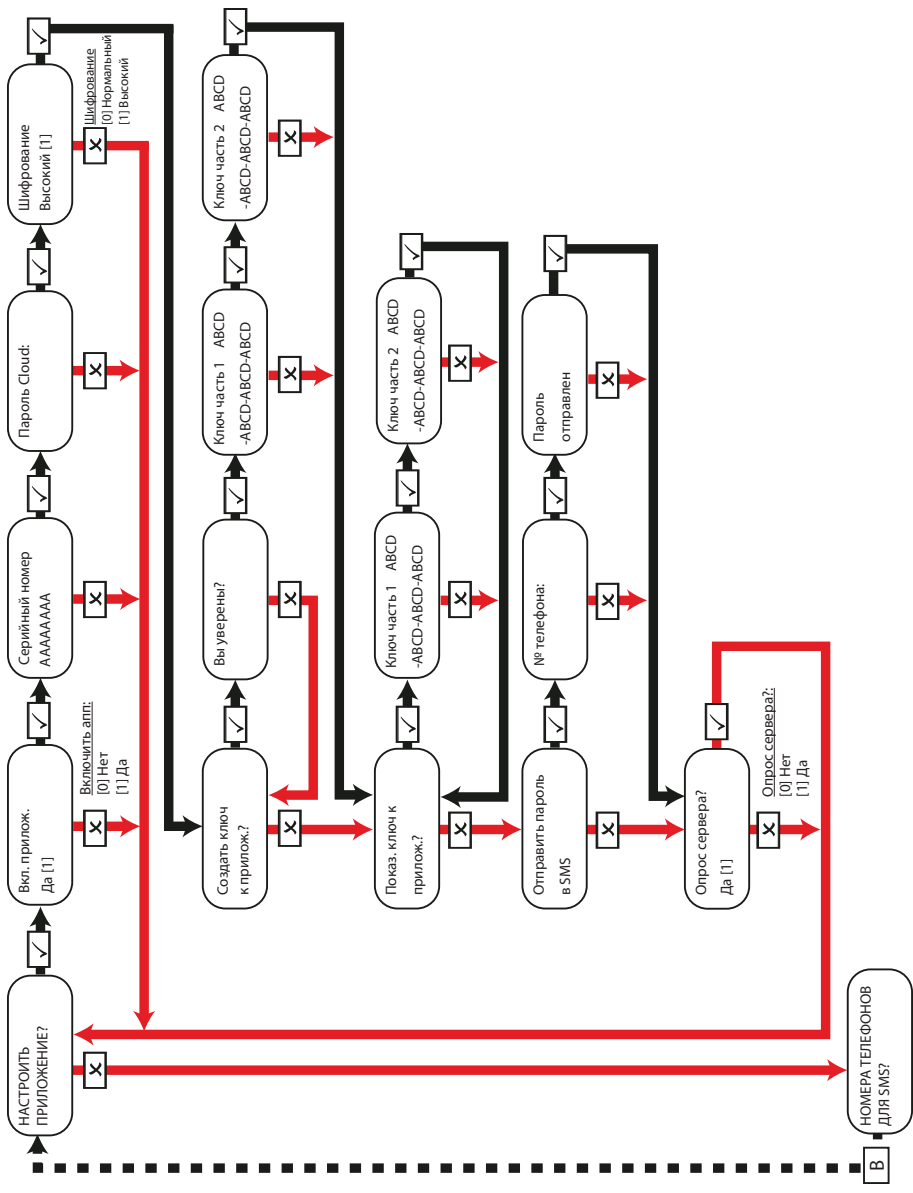 НАСТРОИТЬ
ПРИЛОЖЕНИЕ?
Вкл. прилож.
Да [1]
Включить апп:
[0] Нет
[1] Да
Серийный номер
AAAAAAAA
Пароль Cloud:
Шифрование
Высокий [1]
Шифрование
[0] Нормальный
[1] Высокий
Создать ключ
к прилож.?
Вы уверены?
Ключ часть 1 ABCD
-ABCD-ABCD-ABCD
Ключ часть 2 ABCD
-ABCD-ABCD-ABCD
Показ. ключ к
прилож.?
Ключ часть 1 ABCD
-ABCD-ABCD-ABCD
Ключ часть 2 ABCD
-ABCD-ABCD-ABCD
Отправить пароль
в SMS
№ телефона:
Пароль
отправлен
Опрос сервера?
Да [1]
Опрос сервера?:
[0] Нет
[1] Да
НОМЕРА ТЕЛЕФОНОВ
ДЛЯ SMS?
B